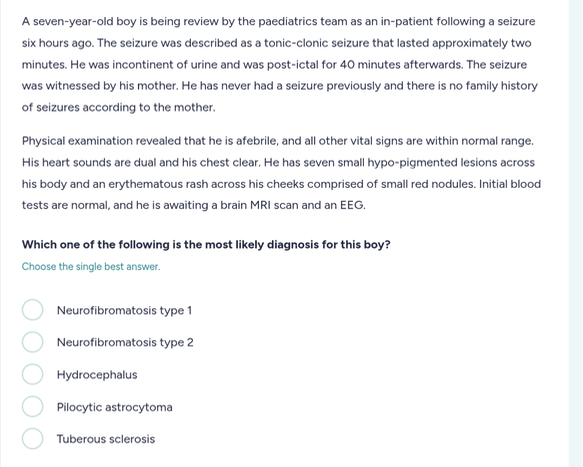 A seven-year-old boy is being review by the paediatrics team as an in-patient following a seizure
six hours ago. The seizure was described as a tonic-clonic seizure that lasted approximately two
minutes. He was incontinent of urine and was post-ictal for 40 minutes afterwards. The seizure
was witnessed by his mother. He has never had a seizure previously and there is no family history
of seizures according to the mother.
Physical examination revealed that he is afebrile, and all other vital signs are within normal range.
His heart sounds are dual and his chest clear. He has seven small hypo-pigmented lesions across
his body and an erythematous rash across his cheeks comprised of small red nodules. Initial blood
tests are normal, and he is awaiting a brain MRI scan and an EEG.
Which one of the following is the most likely diagnosis for this boy?
Choose the single best answer.
Neurofibromatosis type 1
Neurofibromatosis type 2
Hydrocephalus
Pilocytic astrocytoma
Tuberous sclerosis